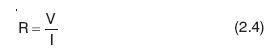 R = V/I (2.4)